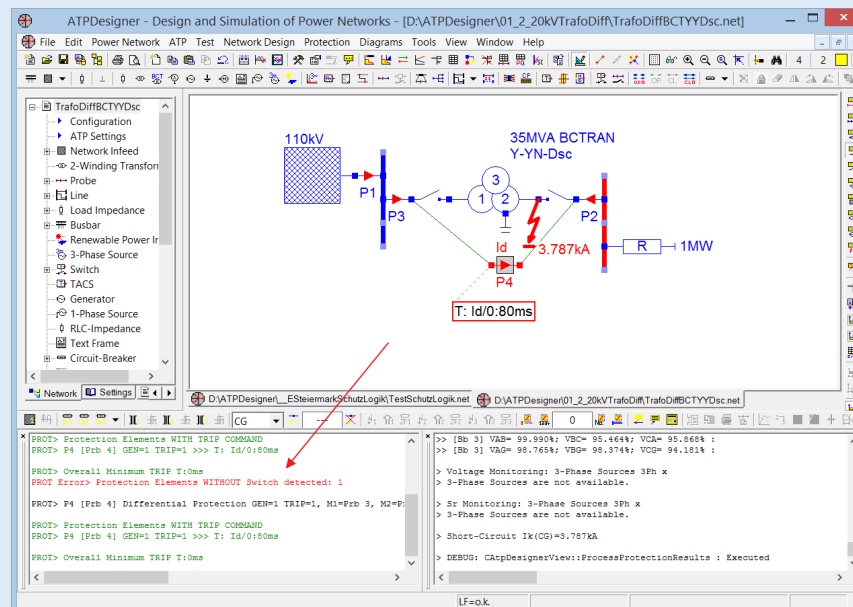 ATPDesigner - Design and Simulation of Power Networks - [D:\ATPDesigner\01_2_20kVTrafoDiff\TrafoDiffBCTYYDsc.net]
File Edit Power Network ATP Test Network Design Protection Diagrams Tools View Window Help
4 2
TrafoDiffBCTYYDsc
Configuration
ATP Settings
Network Infeed
2-Winding Transforr
Probe
Line
Load Impedance
Busbar
Renewable Power Ir
3-Phase Source
Switch
TACS
Generator
1-Phase Source
RLC-Impedance
Text Frame
Circuit-Breaker
Network Settings
110kV
35MVA BCTRAN
Y-YN-Dsc
3
1 2
P1
P3
P2
Id
3.787kA
P4
R
1MW
T: Id/0:80ms
D:\ATPDesigner\__ESteiermarkSchutzLogik\TestSchutzLogik.net
D:\ATPDesigner\01_2_20kVTrafoDiff\TrafoDiffBCTYYDsc.net
CG --- 0
PROT> Protection Elements WITH TRIP COMMAND
PROT> P4 [Prb 4] GEN=1 TRIP=1 >>> T: Id/0:80ms
PROT> Overall Minimum TRIP T:0ms
PROT Error> Protection Elements WITHOUT Switch detected: 1
PROT> P4 [Prb 4] Differential Protection GEN=1 TRIP=1, M1=Prb 3, M2=P
PROT> Protection Elements WITH TRIP COMMAND
PROT> P4 [Prb 4] GEN=1 TRIP=1 >>> T: Id/0:80ms
PROT> Overall Minimum TRIP T:0ms
>> [Bb 3] VAB= 99.990%; VBC= 95.464%; VCA= 95.868% :
>> [Bb 3] VAG= 98.765%; VBG= 98.374%; VCG= 94.181% :
> Voltage Monitoring: 3-Phase Sources 3Ph x
> 3-Phase Sources are not available.
> Sr Monitoring: 3-Phase Sources 3Ph x
> 3-Phase Sources are not available.
> Short-Circuit Ik(CG)=3.787kA
> DEBUG: CAtpDesignerView::ProcessProtectionResults : Executed
LF=o.k.